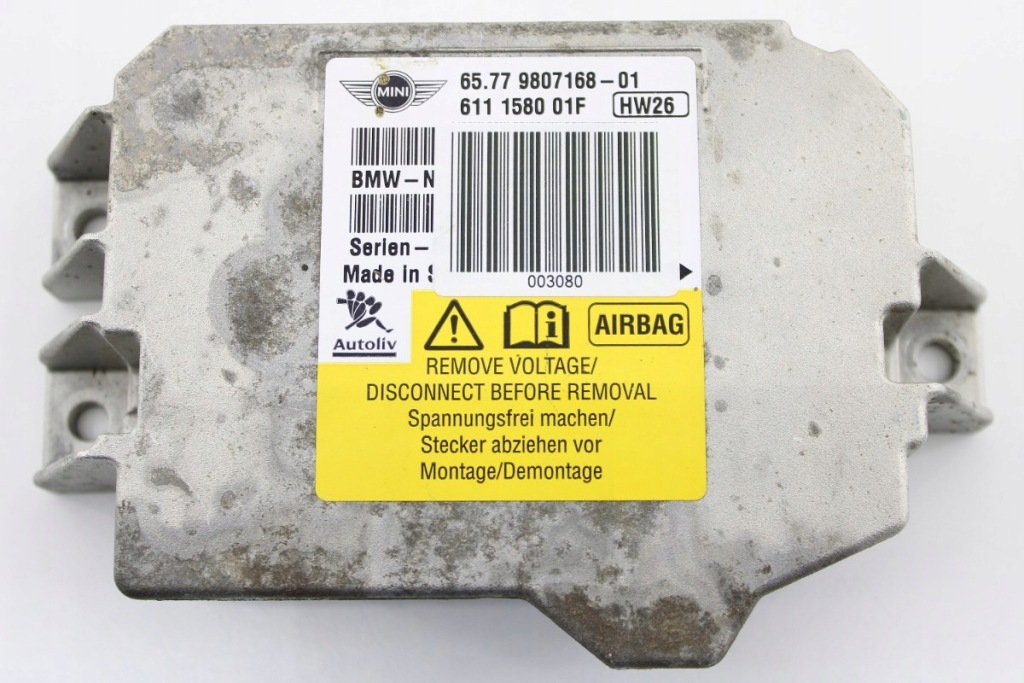 MINI
65.77 9807168-01
611 1580 01F HW26
BMW-N
Serien-
Made in
003080
Autoliv
AIRBAG
REMOVE VOLTAGE/
DISCONNECT BEFORE REMOVAL
Spannungsfrei machen/
Stecker abziehen vor
Montage/Demontage